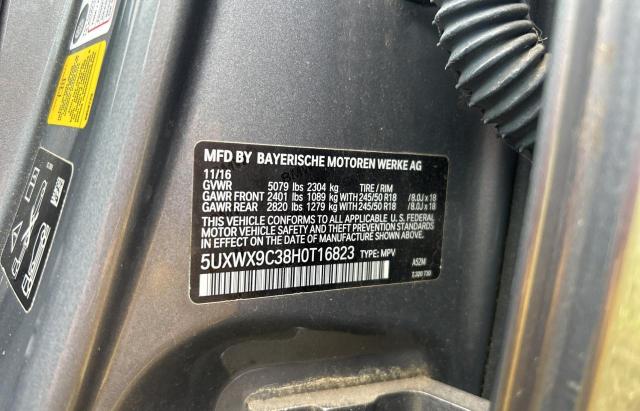 MFD BY BAYERISCHE MOTOREN WERKE AG
11/16
GVWR 5079 lbs 2304 kg TIRE / RIM
GAWR FRONT 2401 lbs 1089 kg WITH 245/50 R18 / 8.0J x 18
GAWR REAR 2820 lbs 1279 kg WITH 245/50 R18 / 8.0J x 18
THIS VEHICLE CONFORMS TO ALL APPLICABLE U. S. FEDERAL
MOTOR VEHICLE SAFETY AND THEFT PREVENTION STANDARDS
IN EFFECT ON THE DATE OF MANUFACTURE SHOWN ABOVE.
5UXWX9C38H0T16823 TYPE: MPV
A52M